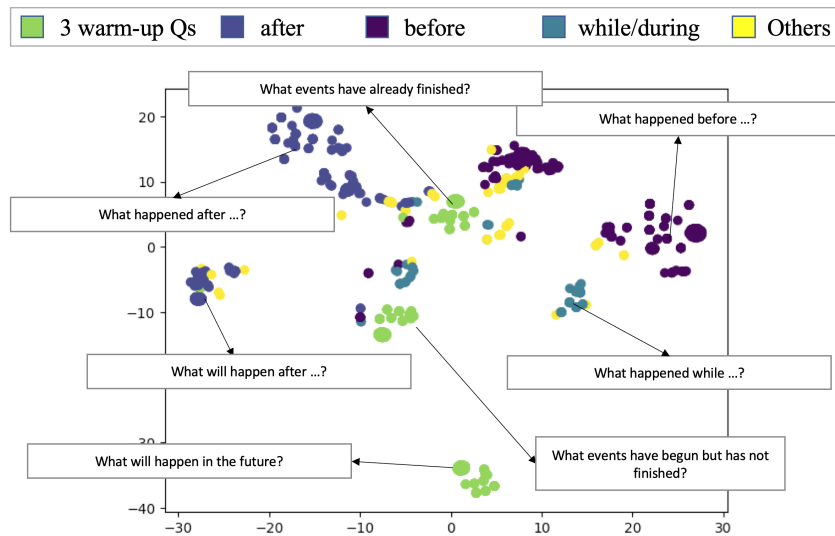 3 warm-up Qs after before while/during Others
What events have already finished?
What happened before ...?
20
10
What happened after ...?
0
−10
What will happen after ...?
What happened while ...?
What will happen in the future?
What events have begun but has not
finished?
−40
−30 −20 −10 0 10 20 30